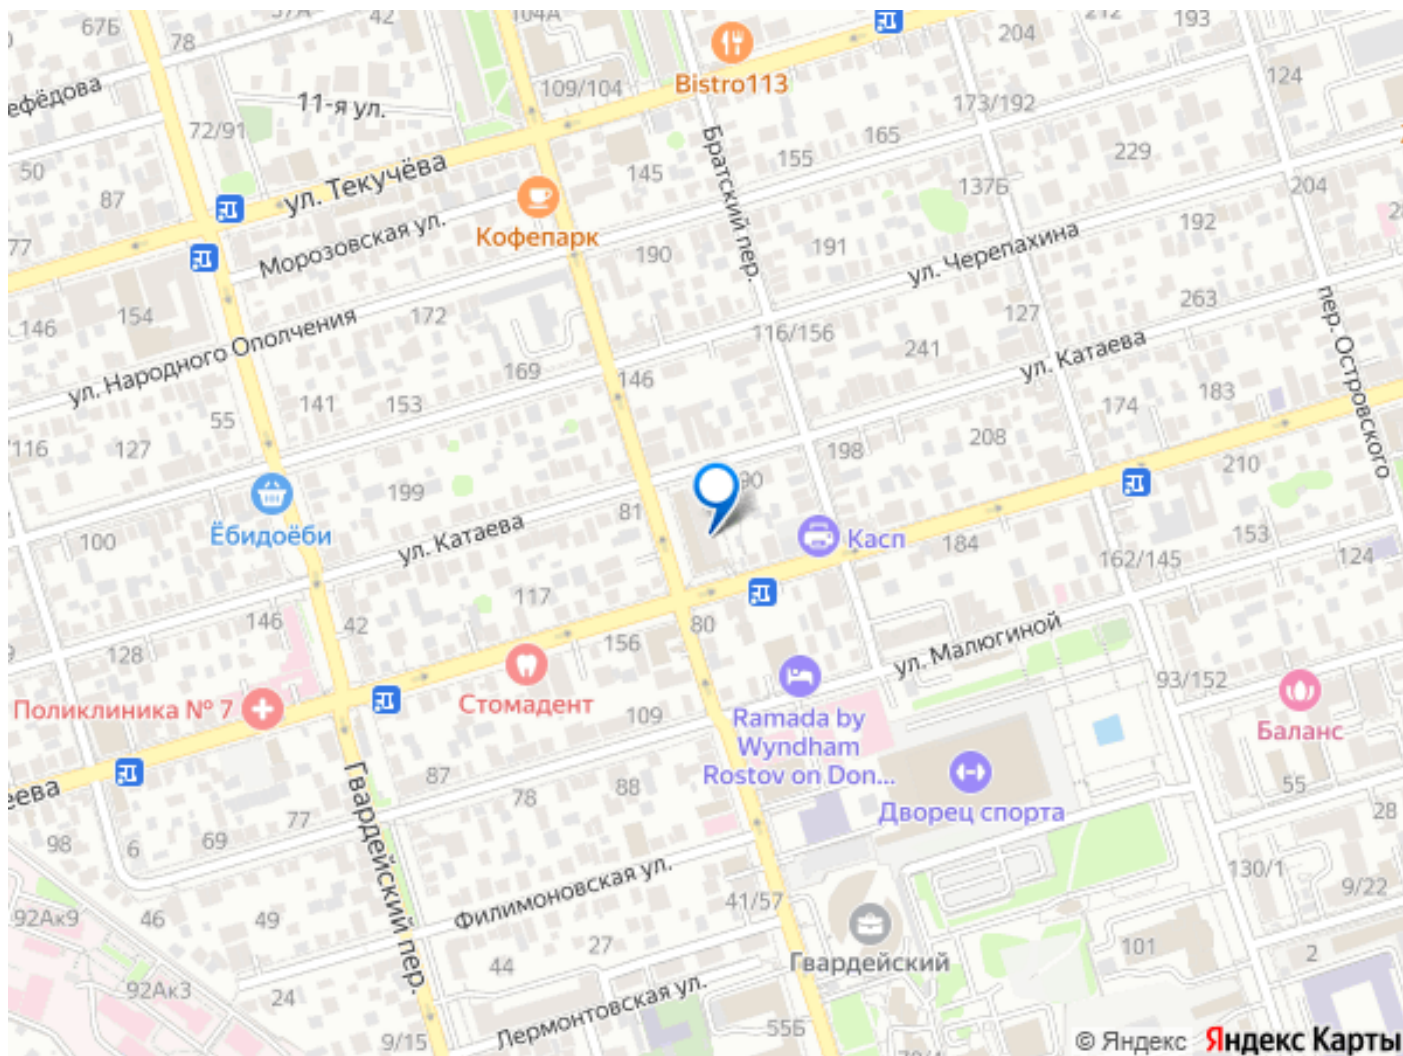 67Б
37А
42
104А
212
193
78
109/104
Bistro113
204
124
ефёдова
11-я ул.
173/192
72/91
165
229
50
87
ул. Текучёва
145
Братский пер.
155
137Б
204
77
Морозовская ул.
Кофепарк
190
191
ул. Черепахина
192
146
154
ул. Народного Ополчения
172
116/156
127
263
пер. Островского
169
146
241
ул. Катаева
141
153
55
183
174
116
127
198
208
199
90
210
Ёбидоёби
81
100
ул. Катаева
Касп
184
153
162/145
124
117
146
42
156
80
128
ул. Малюгиной
Поликлиника № 7
Стомадент
109
93/152
Баланс
Ramada by
Wyndham
Rostov on Don...
еева
Гвардейский пер.
87
78
88
55
Дворец спорта
28
98
6
69
77
130/1
9/22
Филимоновская ул.
41/57
92Ак9
46
49
27
101
2
44
Гвардейский
92Ак3
24
Лермонтовская ул.
55Б
9/15
© Яндекс Яндекс Карты